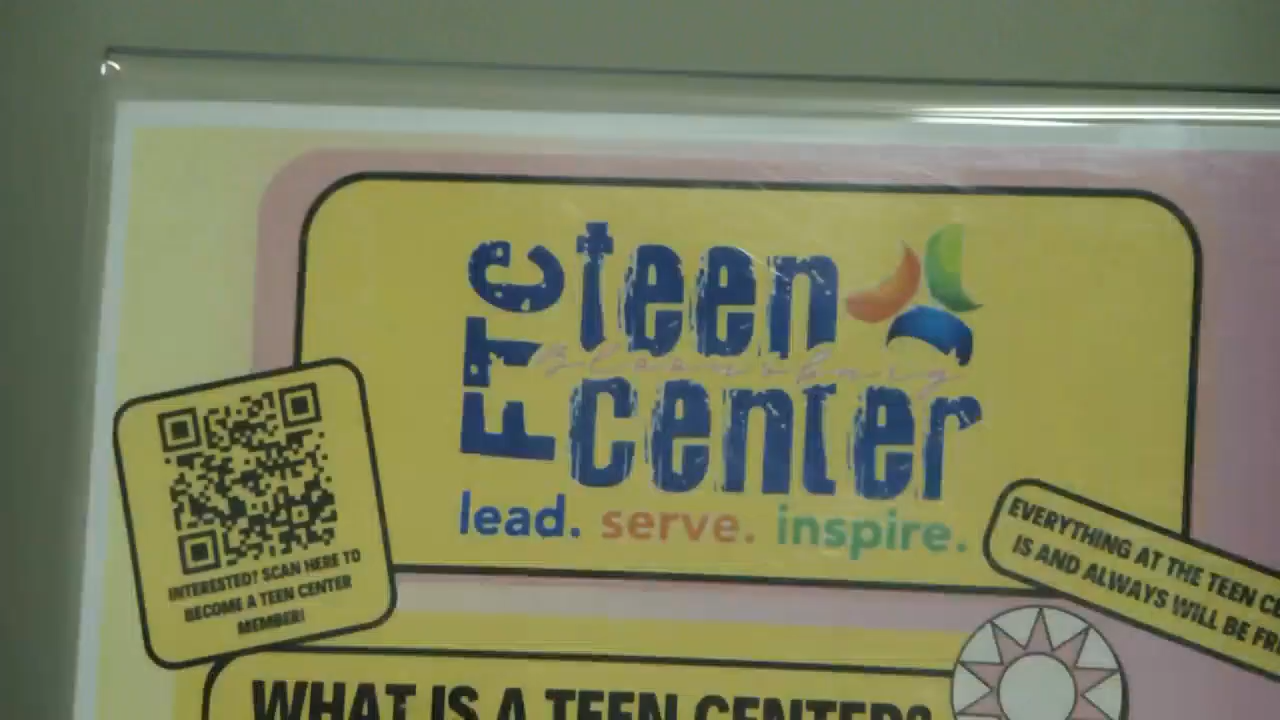 FTC
teen
Bloomsburg
center
lead. serve. inspire.
INTERESTED? SCAN HERE TO
BECOME A TEEN CENTER
MEMBER!
EVERYTHING AT THE TEEN
IS AND ALWAYS WILL BE
WHAT IS A TEEN CENTER?